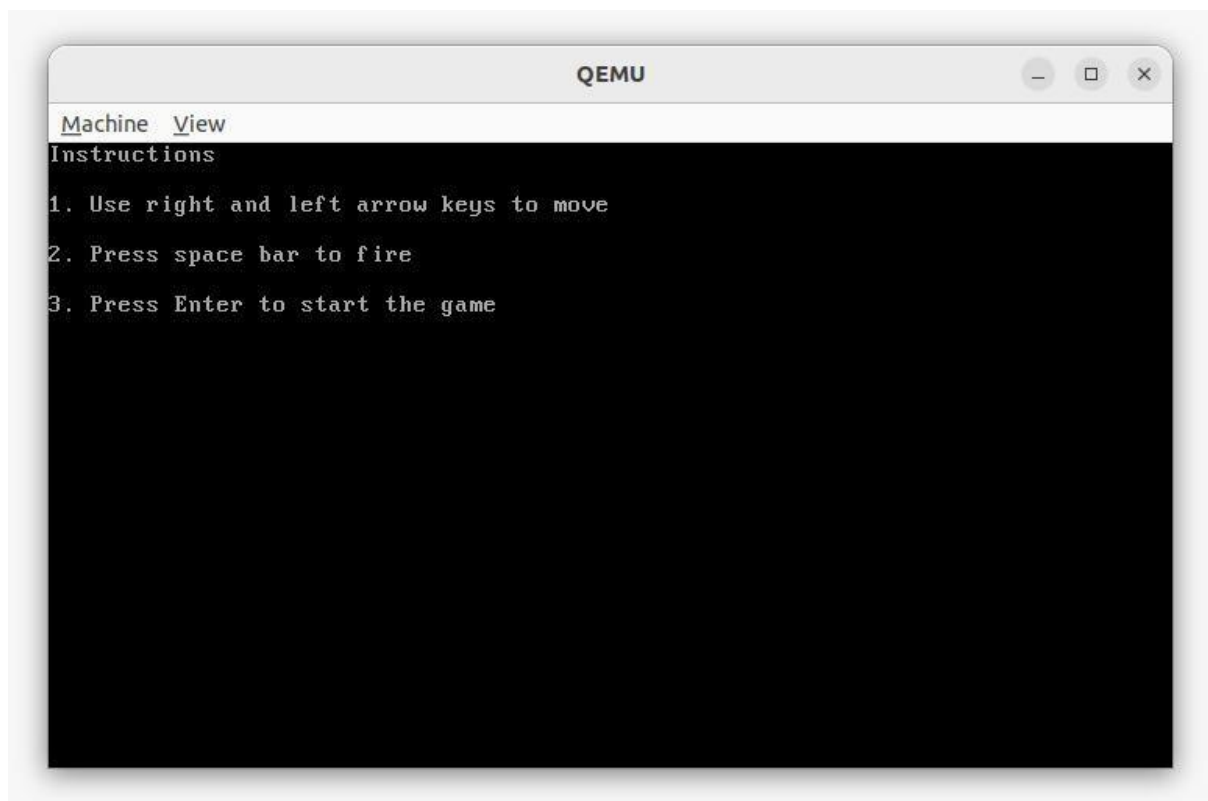 QEMU
Machine View
Instructions
1. Use right and left arrow keys to move
2. Press space bar to fire
3. Press Enter to start the game